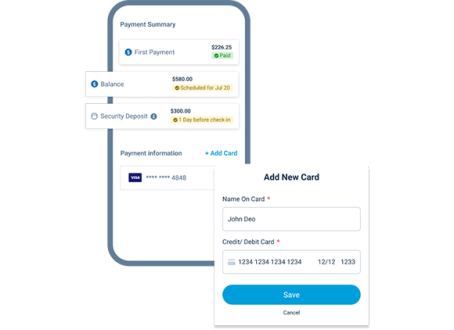 Payment Summary
First Payment
$226.25
Paid
Balance
$580.00
Scheduled for Jul 20
Security Deposit
$300.00
1 Day before check-in
Payment information
+ Add Card
VISA **** **** 4848
Add New Card
Name On Card *
John Deo
Credit/ Debit Card *
1234 1234 1234 1234 12/12 1233
Save
Cancel